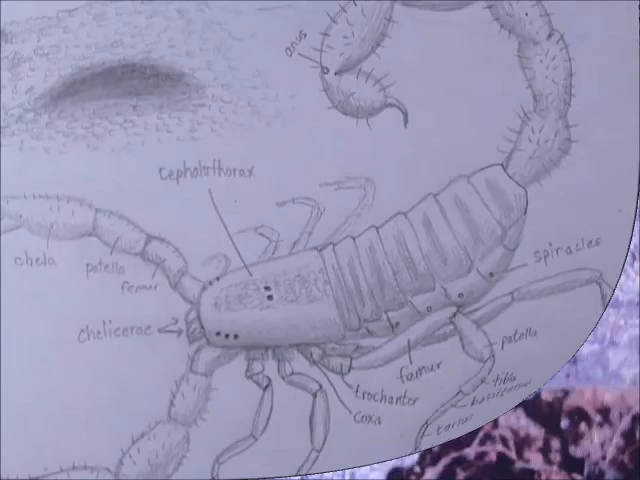 anus
cephalothorax
chela
patella
femur
spiracles
chelicerae
patella
femur
tibia
basitarsus
trochanter
coxa
tarsus